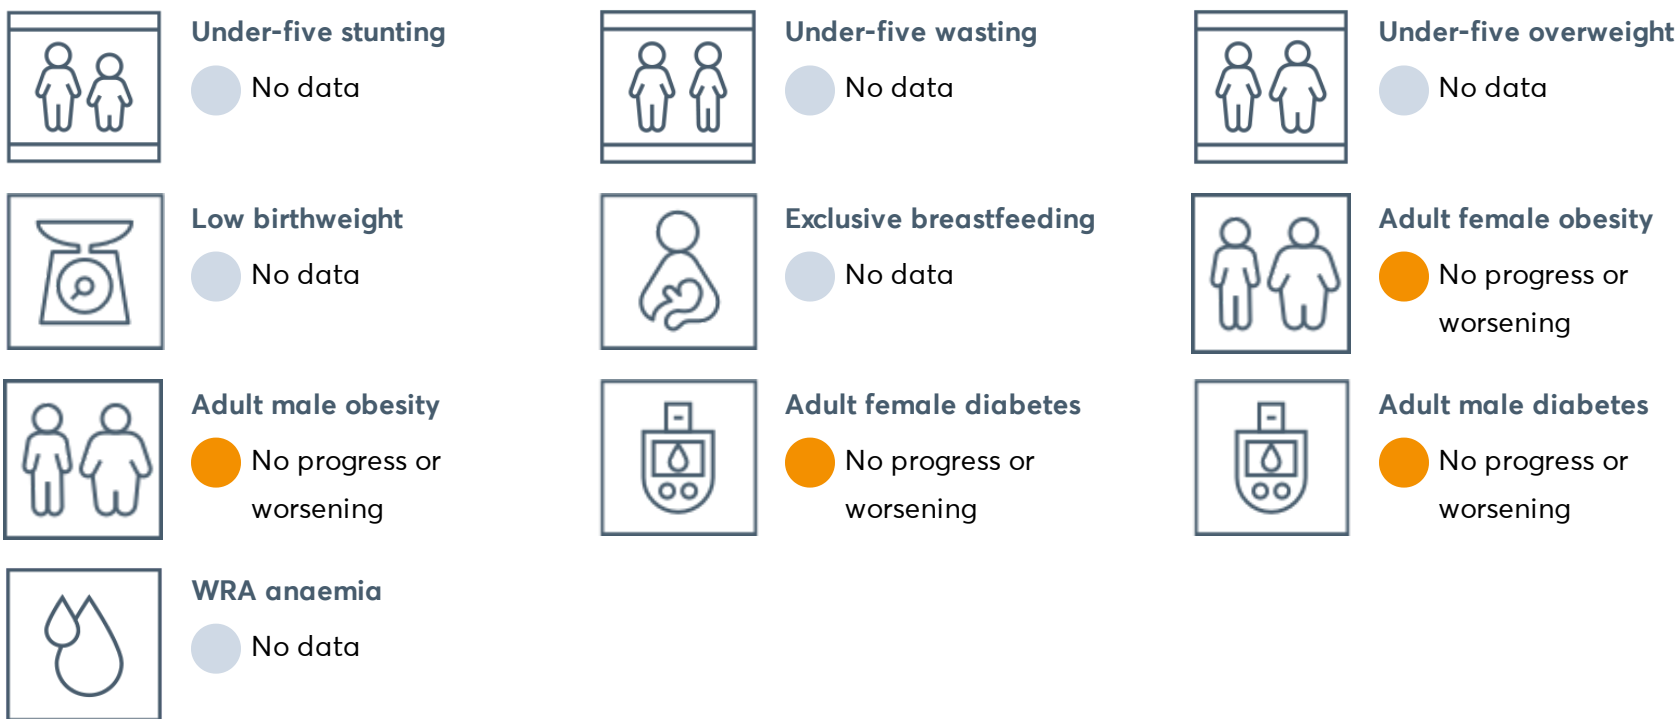 Under-five stunting
No data
Under-five wasting
No data
Under-five overweight
No data
Low birthweight
No data
Exclusive breastfeeding
No data
Adult female obesity
No progress or
worsening
Adult male obesity
No progress or
worsening
Adult female diabetes
No progress or
worsening
Adult male diabetes
No progress or
worsening
WRA anaemia
No data